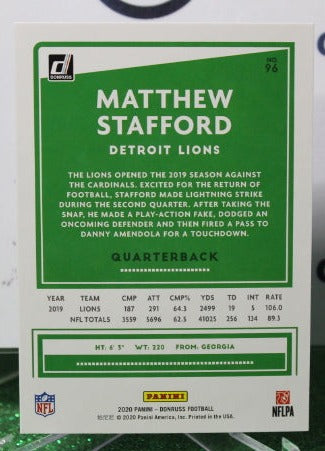 DONRUSS
NO.
96
MATTHEW
STAFFORD
DETROIT LIONS
THE LIONS OPENED THE 2019 SEASON AGAINST
THE CARDINALS. EXCITED FOR THE RETURN OF
FOOTBALL, STAFFORD MADE LIGHTNING STRIKE
DURING THE SECOND QUARTER. AFTER TAKING THE
SNAP, HE MADE A PLAY-ACTION FAKE, DODGED AN
ONCOMING DEFENDER AND THEN FIRED A PASS TO
DANNY AMENDOLA FOR A TOUCHDOWN.
QUARTERBACK
YEAR TEAM CMP ATT CMP% YDS TD INT RATE
2019 LIONS 187 291 64.3 2499 19 5 106.0
NFL TOTALS 3559 5696 62.5 41025 256 134 89.3
HT: 6' 3" WT: 220 FROM: GEORGIA
NFL
PANINI
NFLPA
2020 PANINI - DONRUSS FOOTBALL
© 2020 Panini America, Inc. Printed in the USA.